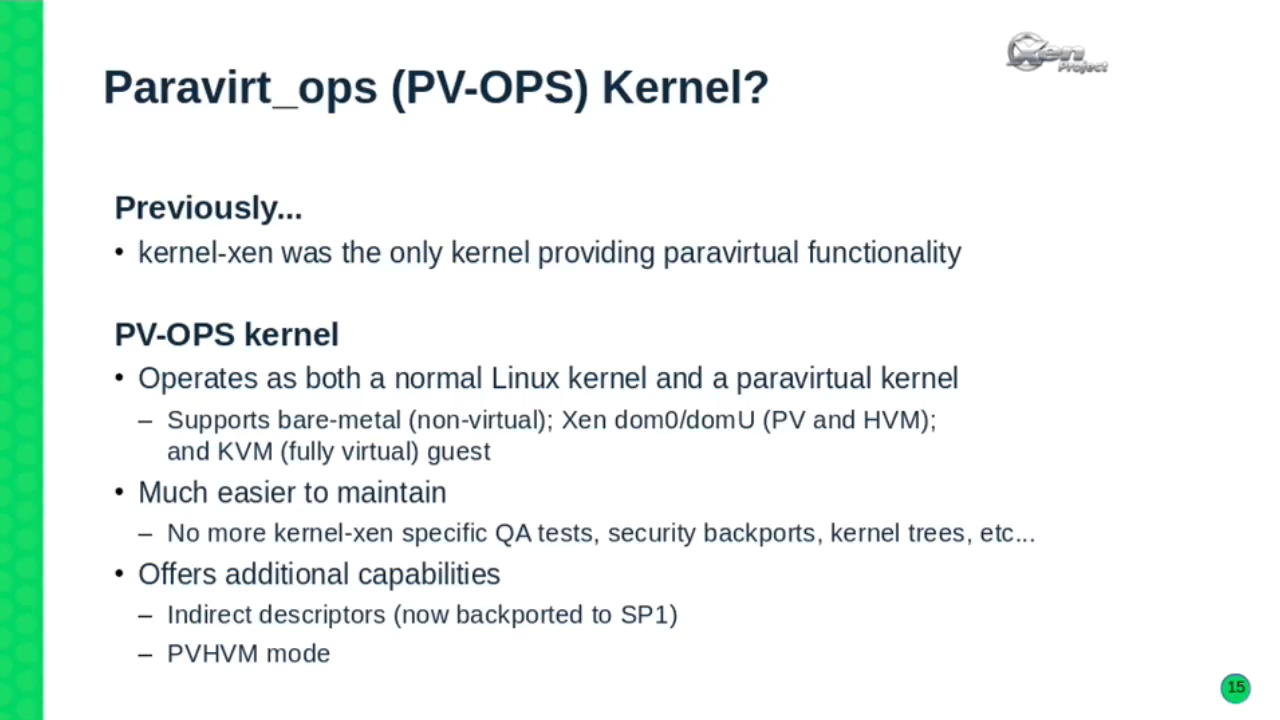 Xen
Project
Paravirt_ops (PV-OPS) Kernel?
Previously...
• kernel-xen was the only kernel providing paravirtual functionality
PV-OPS kernel
• Operates as both a normal Linux kernel and a paravirtual kernel
– Supports bare-metal (non-virtual); Xen dom0/domU (PV and HVM);
and KVM (fully virtual) guest
• Much easier to maintain
– No more kernel-xen specific QA tests, security backports, kernel trees, etc...
• Offers additional capabilities
– Indirect descriptors (now backported to SP1)
– PVHVM mode
15